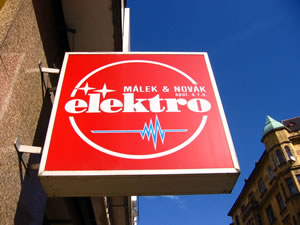 MÁLEK & NOVÁK
spol. s r.o.
elektro